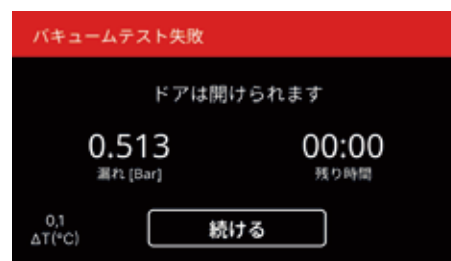 バキュームテスト失敗
ドアは開けられます
0.513
漏れ [Bar]
00:00
残り時間
0,1
ΔT(°C)
続ける